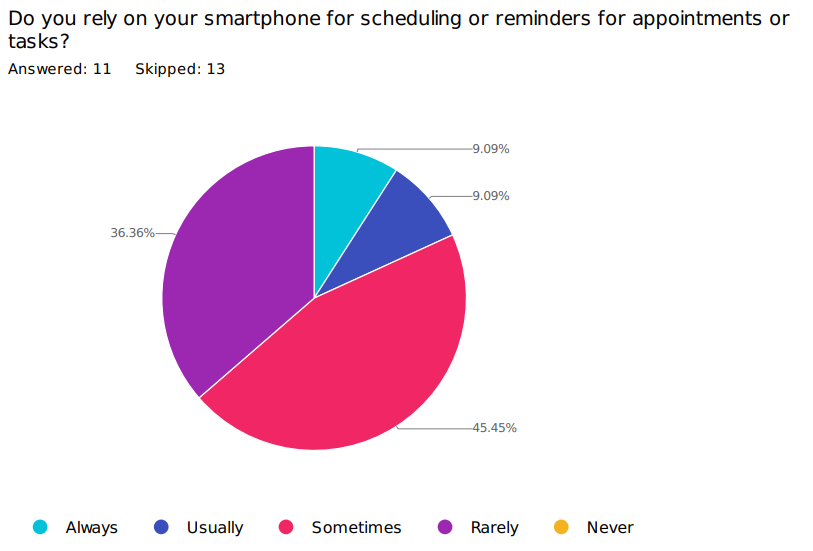 Do you rely on your smartphone for scheduling or reminders for appointments or
tasks?
Answered: 11 Skipped: 13
9.09%
9.09%
36.36%
45.45%
Always Usually Sometimes Rarely Never